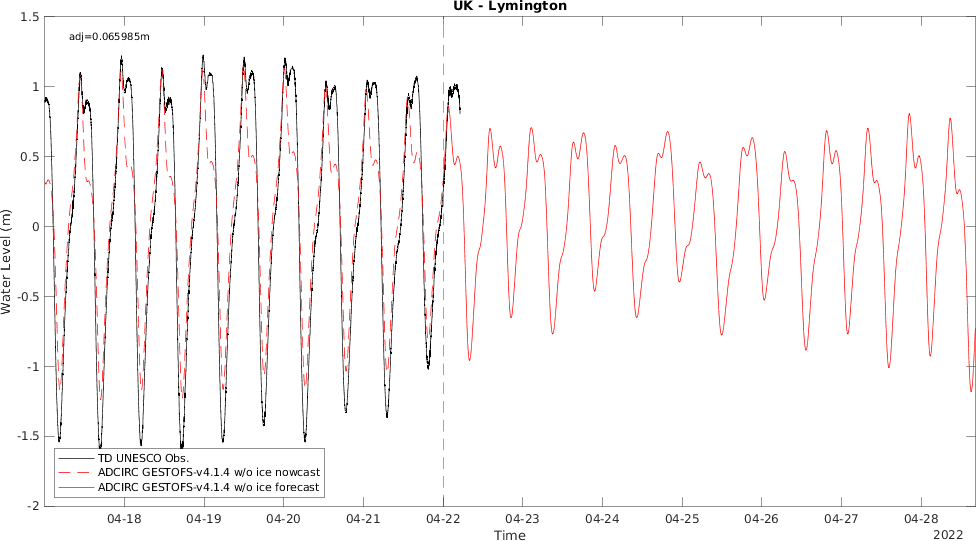 UK - Lymington
adj=0.065985m
1.5
1
0.5
0
-0.5
-1
-1.5
-2
Water Level (m)
TD UNESCO Obs.
ADCIRC GESTOFS-v4.1.4 w/o ice nowcast
ADCIRC GESTOFS-v4.1.4 w/o ice forecast
04-18 04-19 04-20 04-21 04-22 04-23 04-24 04-25 04-26 04-27 04-28
Time
2022